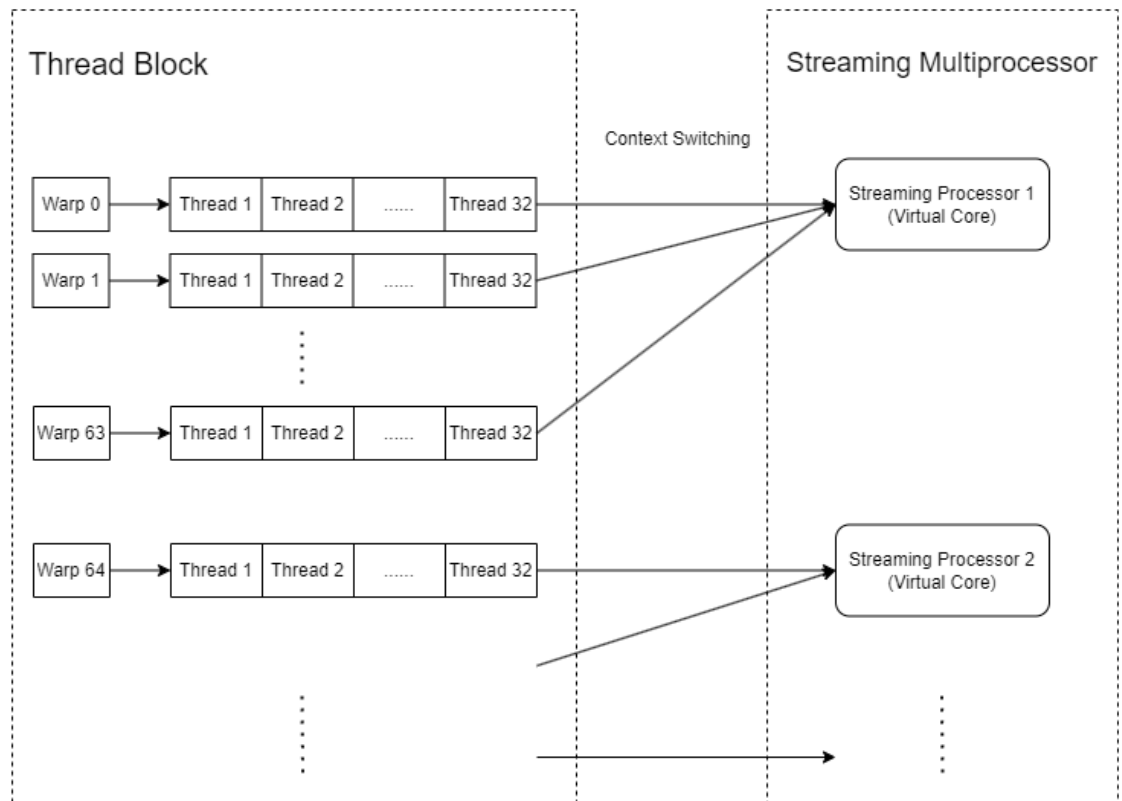 Thread Block
Streaming Multiprocessor
Context Switching
Warp 0
Thread 1
Thread 2
......
Thread 32
Streaming Processor 1
(Virtual Core)
Warp 1
Thread 1
Thread 2
......
Thread 32
Warp 63
Thread 1
Thread 2
......
Thread 32
Warp 64
Thread 1
Thread 2
......
Thread 32
Streaming Processor 2
(Virtual Core)